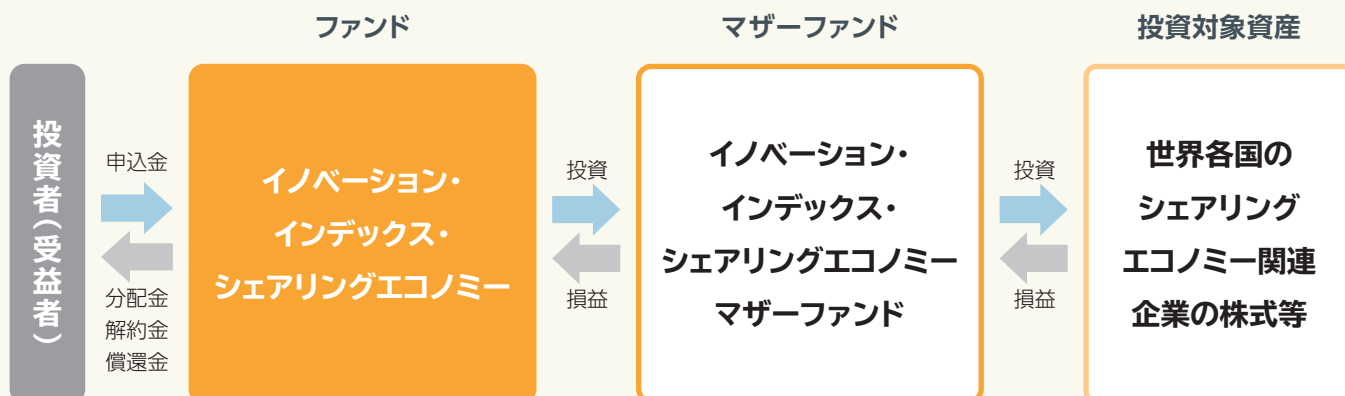 ファンド
マザーファンド
投資対象資産
投資者(受益者)
申込金
分配金
解約金
償還金
イノベーション・
インデックス・
シェアリングエコノミー
投資
損益
イノベーション・
インデックス・
シェアリングエコノミー
マザーファンド
投資
損益
世界各国の
シェアリング
エコノミー関連
企業の株式等